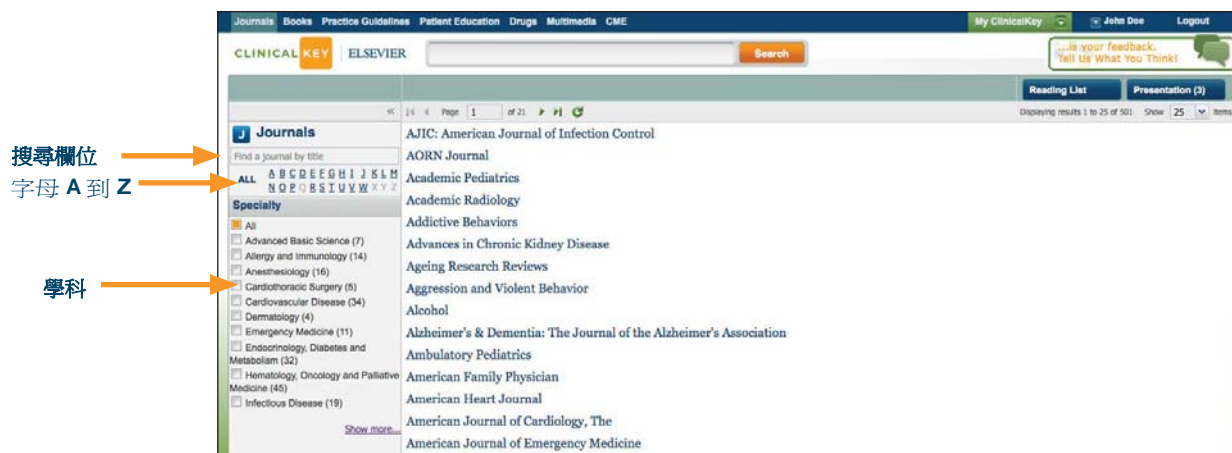 Journals Books Practice Guidelines Patient Education Drugs Multimedia CME My ClinicalKey John Doe Logout
CLINICAL KEY ELSEVIER Search
...is your feedback.
Tell Us What You Think!
Reading List Presentation (3)
Page 1 of 21 Displaying results 1 to 25 of 501 Show 25 items
搜尋欄位
字母 A 到 Z
學科
J Journals
Find a journal by title
ALL A B C D E F G H I J K L M
N O P Q R S T U V W X Y Z
Specialty
All
Advanced Basic Science (7)
Allergy and Immunology (14)
Anesthesiology (16)
Cardiothoracic Surgery (5)
Cardiovascular Disease (34)
Dermatology (4)
Emergency Medicine (11)
Endocrinology, Diabetes and
Metabolism (32)
Hematology, Oncology and Palliative
Medicine (45)
Infectious Disease (19)
Show more...
AJIC: American Journal of Infection Control
AORN Journal
Academic Pediatrics
Academic Radiology
Addictive Behaviors
Advances in Chronic Kidney Disease
Ageing Research Reviews
Aggression and Violent Behavior
Alcohol
Alzheimer's & Dementia: The Journal of the Alzheimer's Association
Ambulatory Pediatrics
American Family Physician
American Heart Journal
American Journal of Cardiology, The
American Journal of Emergency Medicine